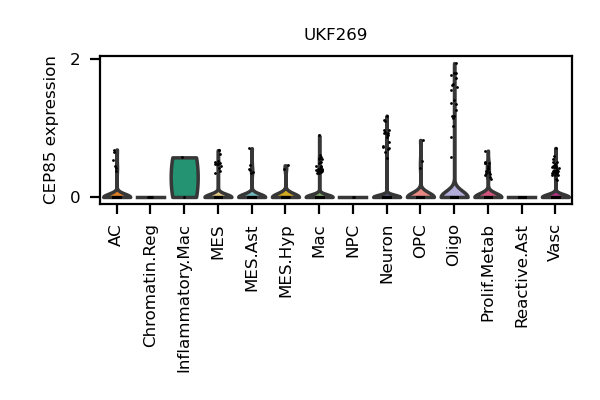 UKF269
CEP85 expression
2
0
AC
Chromatin.Reg
Inflammatory.Mac
MES
MES.Ast
MES.Hyp
Mac
NPC
Neuron
OPC
Oligo
Prolif.Metab
Reactive.Ast
Vasc